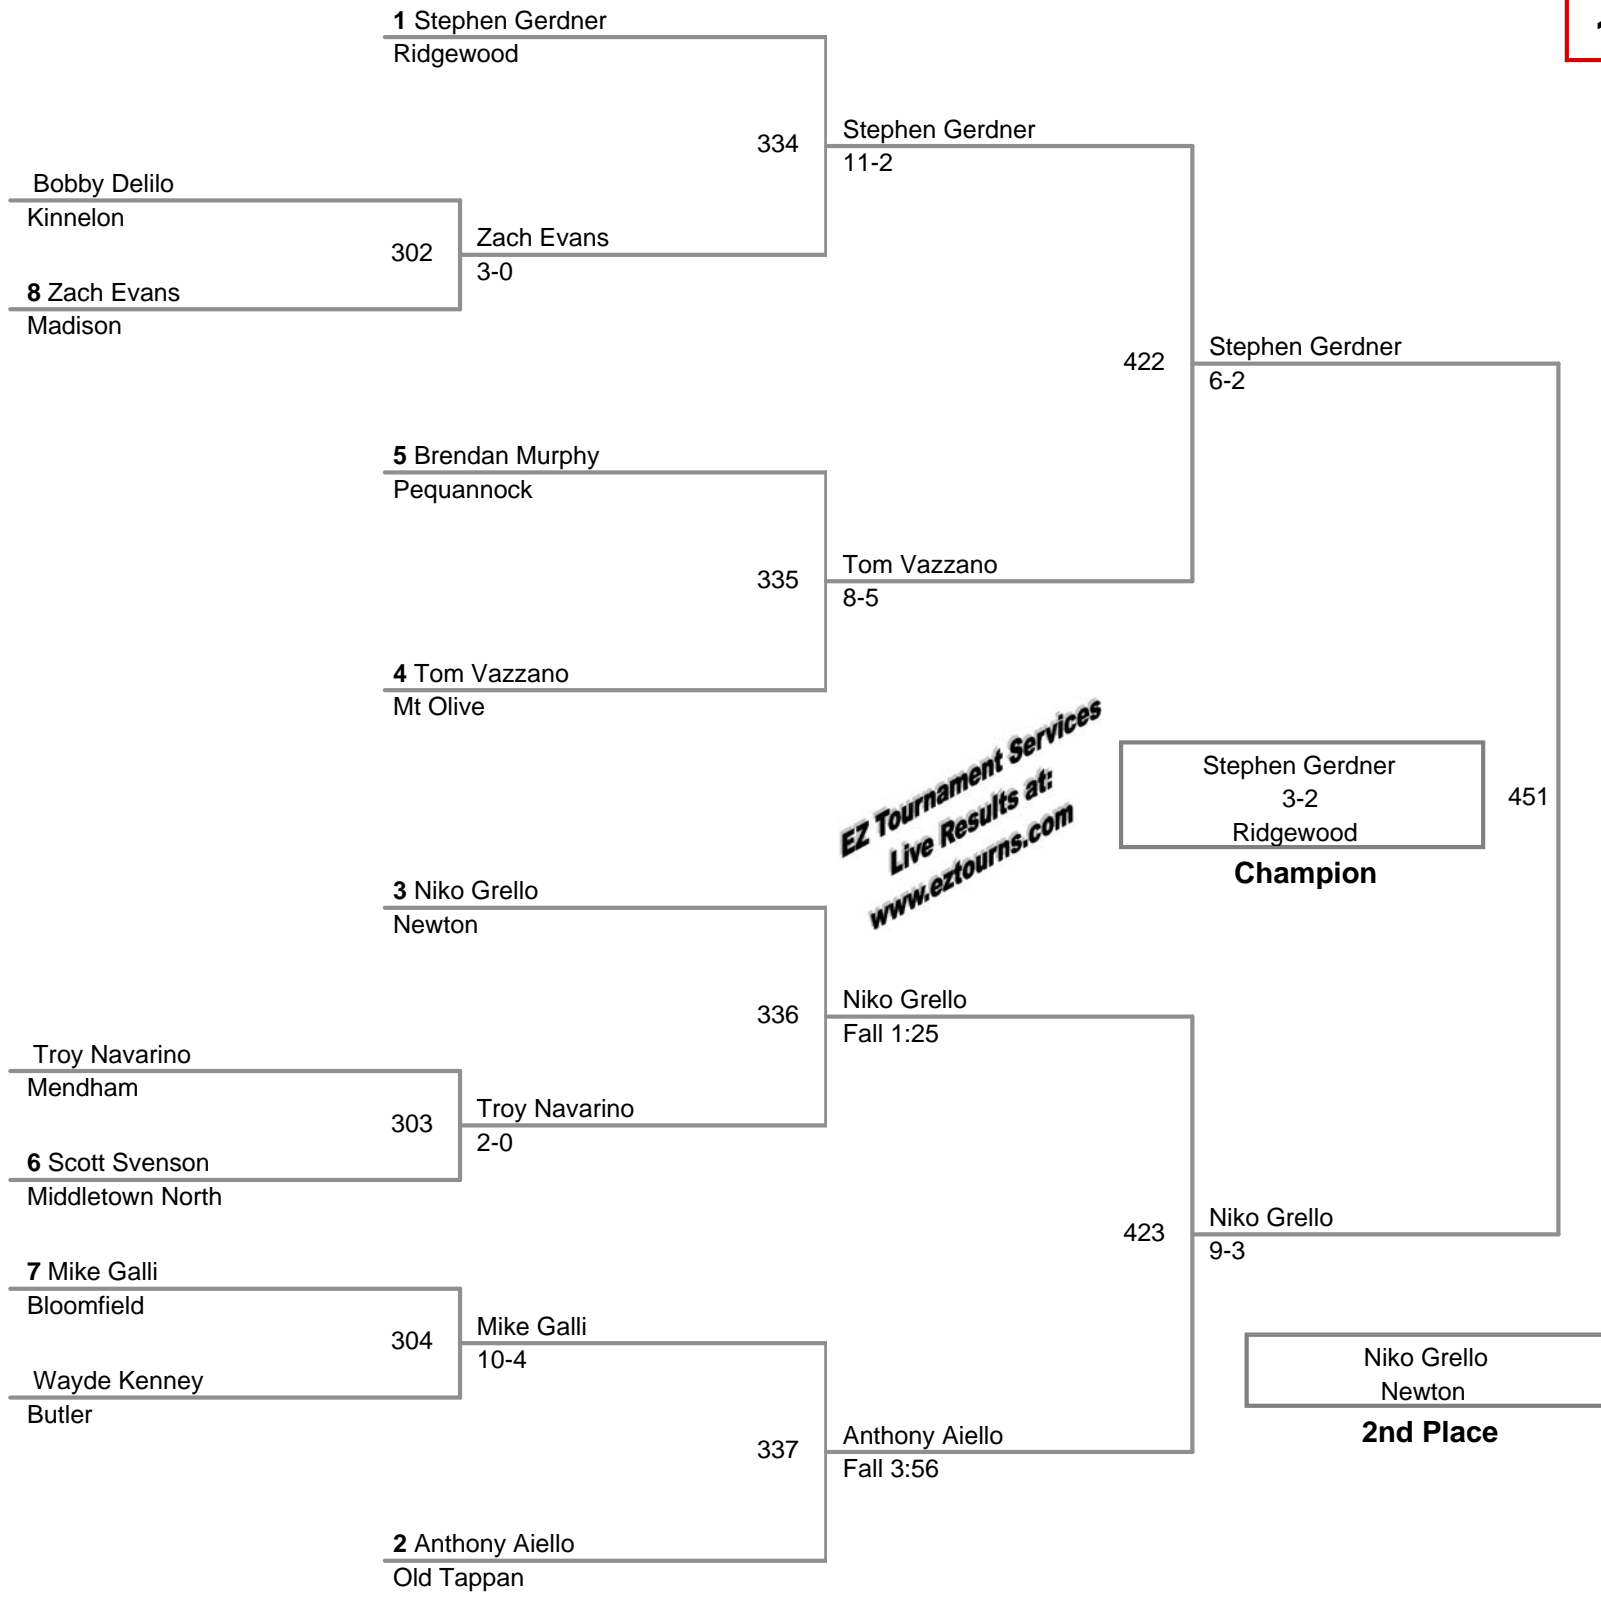 1 Stephen Gerdner
Ridgewood
334
Stephen Gerdner
11-2
Bobby Delilo
Kinnelon
302
Zach Evans
3-0
8 Zach Evans
Madison
422
Stephen Gerdner
6-2
5 Brendan Murphy
Pequannock
335
Tom Vazzano
8-5
4 Tom Vazzano
Mt Olive
EZ Tournament Services
Live Results at:
www.eztourns.com
Stephen Gerdner
3-2
Ridgewood
451
Champion
3 Niko Grello
Newton
336
Niko Grello
Fall 1:25
Troy Navarino
Mendham
303
Troy Navarino
2-0
6 Scott Svenson
Middletown North
423
Niko Grello
9-3
7 Mike Galli
Bloomfield
304
Mike Galli
10-4
Wayde Kenney
Butler
Niko Grello
Newton
2nd Place
337
Anthony Aiello
Fall 3:56
2 Anthony Aiello
Old Tappan